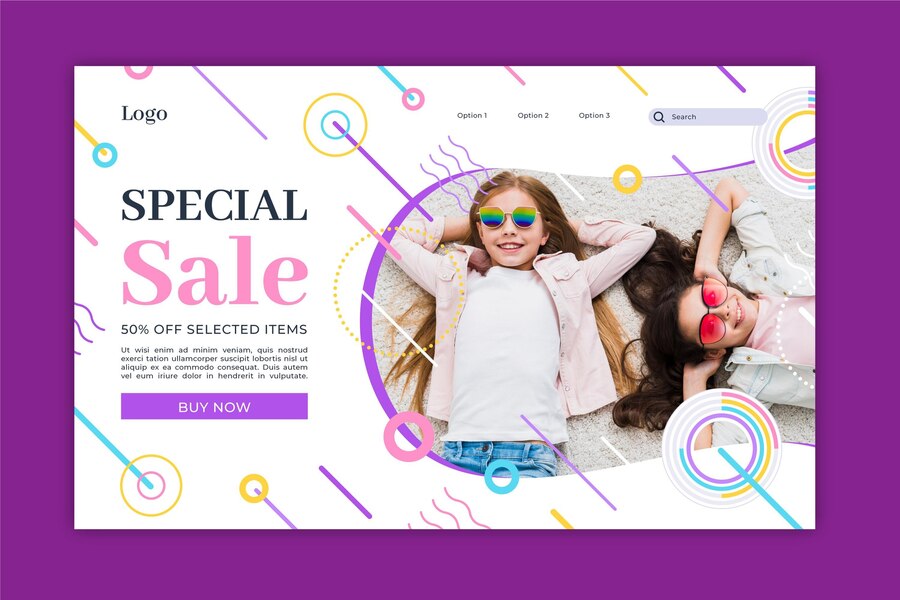 Logo
Option 1
Option 2
Option 3
Search
SPECIAL
Sale
50% OFF SELECTED ITEMS
Ut wisi enim ad minim veniam, quis nostrud
exerci tation ullamcorper suscipit lobortis nisl ut
aliquip ex ea commodo consequat. Duis autem
vel eum iriure dolor in hendrerit in vulputate.
BUY NOW